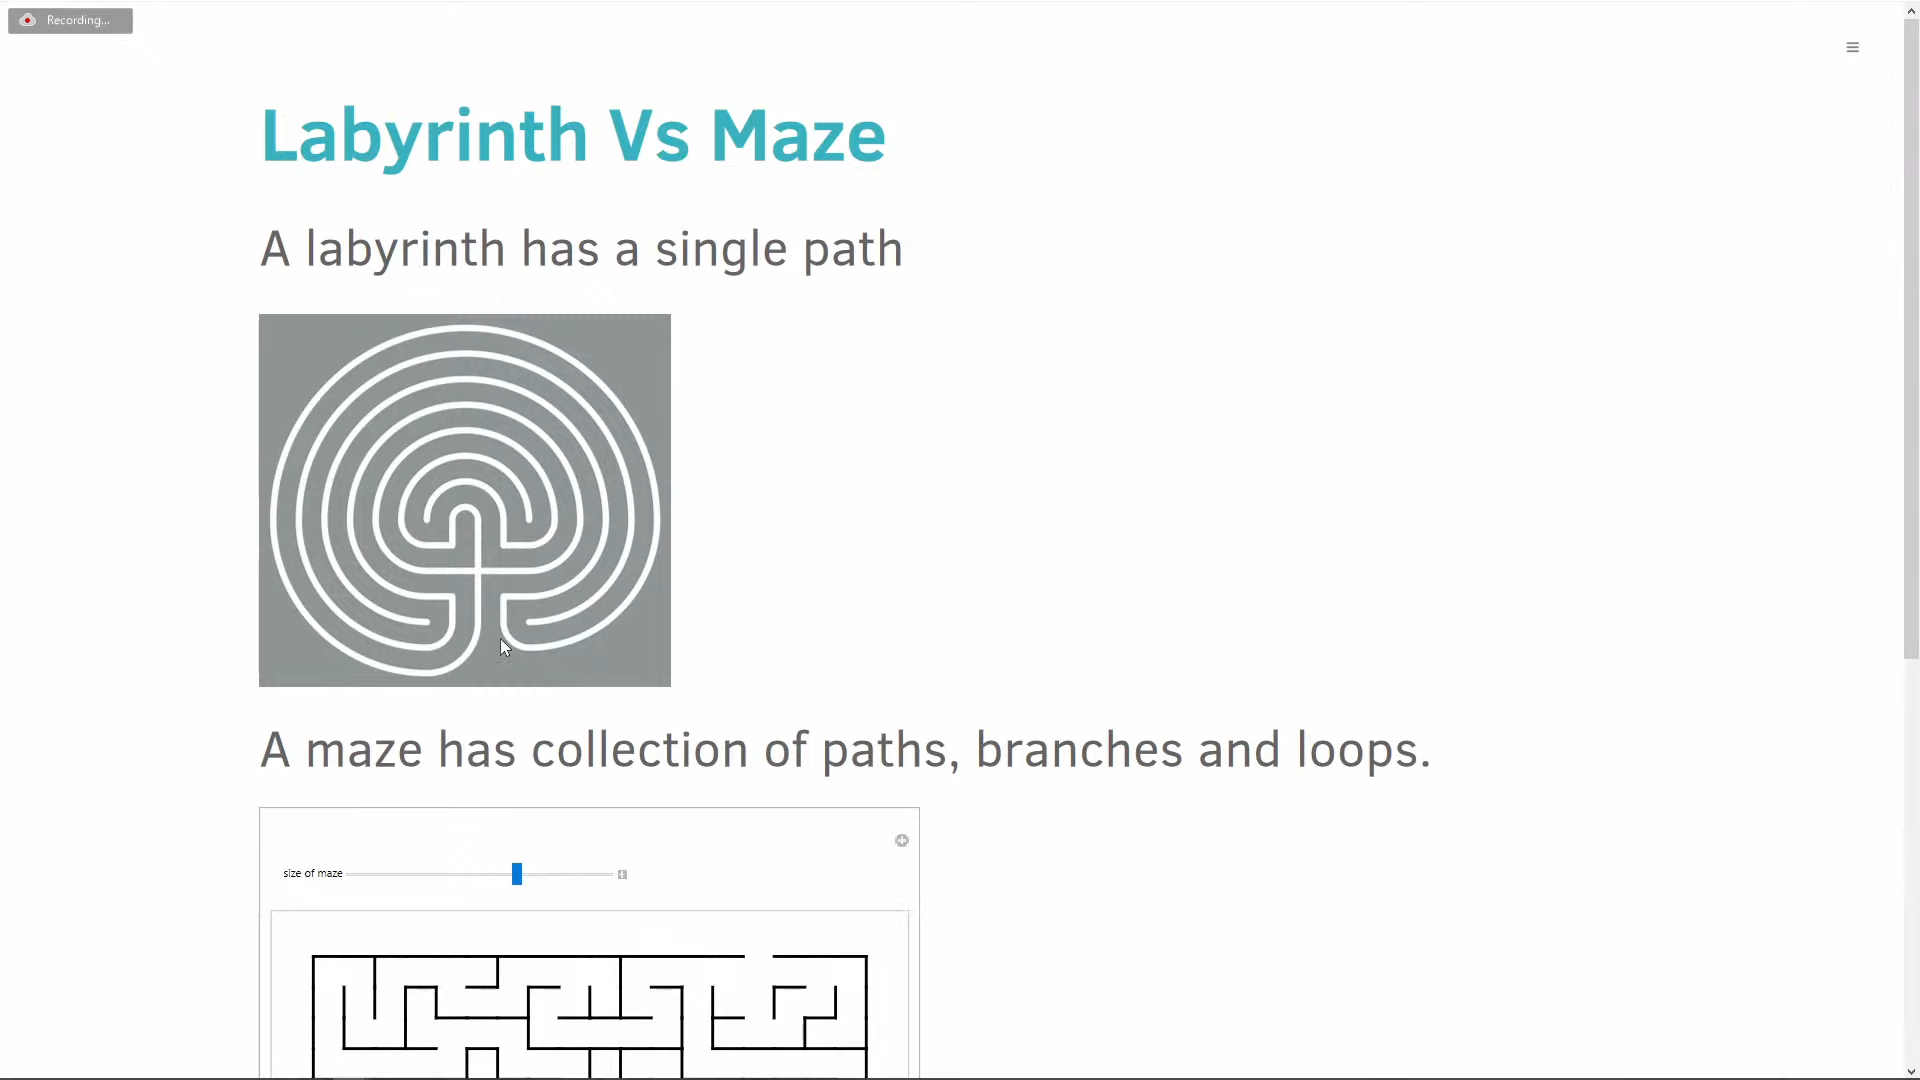 Recording...
Labyrinth Vs Maze
A labyrinth has a single path
A maze has collection of paths, branches and loops.
size of maze